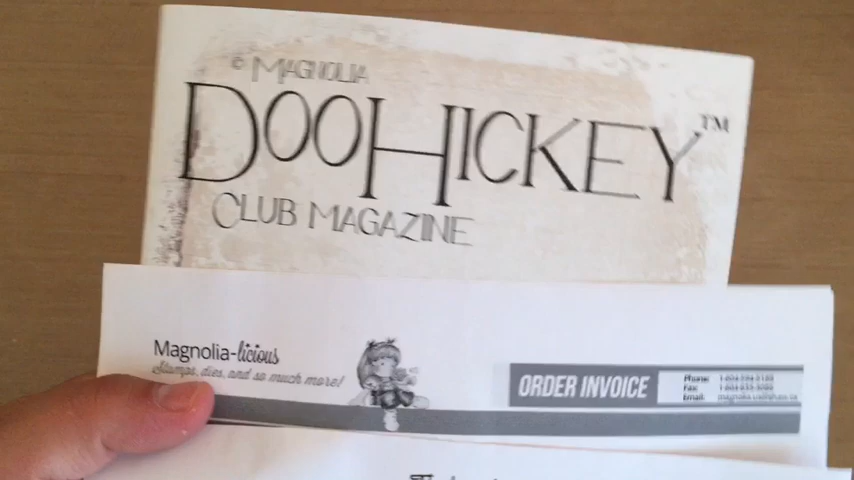 © MAGNOLIA
DOOHICKEY™
CLUB MAGAZINE
Magnolia-licious
Stamps, dies, and so much more!
ORDER INVOICE
Phone:
Fax:
Email: